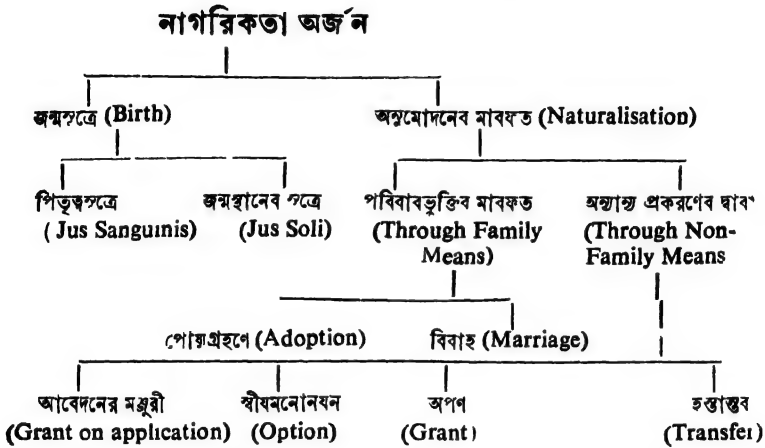 নাগরিকতা অর্জন
জন্মসূত্রে (Birth) অনুমোদনের মারফত (Naturalisation)
পিতৃত্বসূত্রে জন্মস্থানের সূত্রে পরিবারভুক্তির মারফত অন্যান্য প্রকরণের দ্বারা
(Jus Sanguinis) (Jus Soli) (Through Family (Through Non-
Means) Family Means
পোষ্যগ্রহণে (Adoption) বিবাহ (Marriage)
আবেদনের মঞ্জুরী স্বীয়মনোনয়ন অর্পণ হস্তান্তর
(Grant on application) (Option) (Grant) (Transfer)